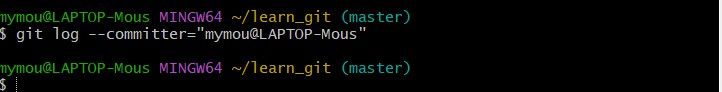 mymou@LAPTOP-Mous MINGW64 ~/learn_git (master)
$ git log --committer="mymou@LAPTOP-Mous"
mymou@LAPTOP-Mous MINGW64 ~/learn_git (master)
$